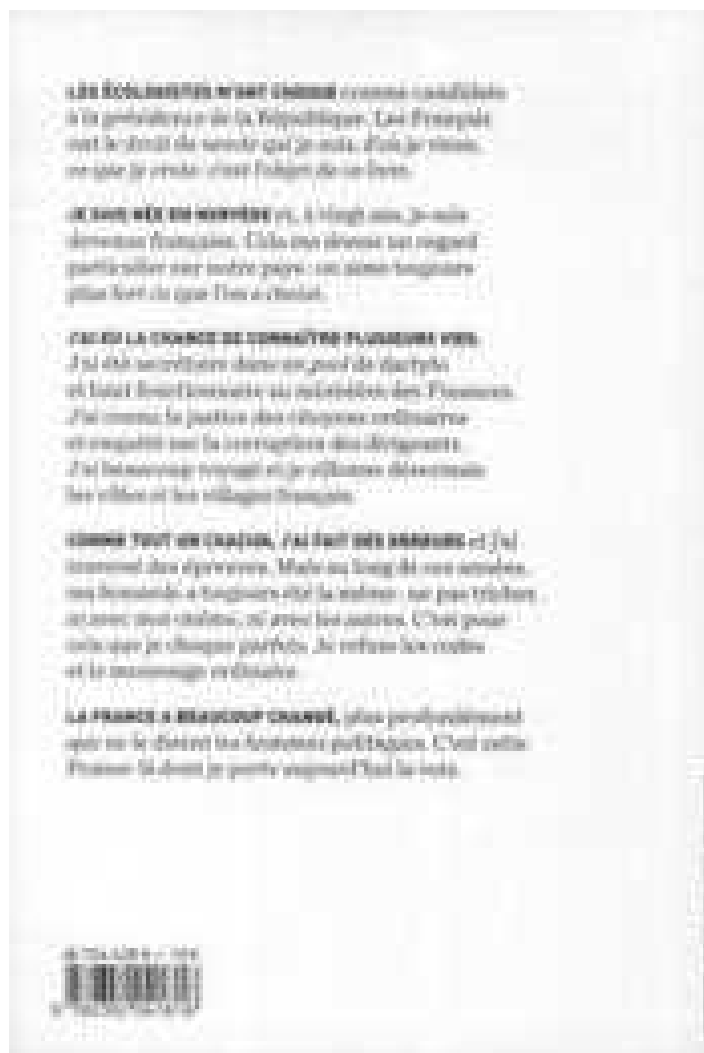 LES ÉCOLOGISTES M'ONT CHOISIE comme candidate
à la présidence de la République. Les Français
ont le droit de savoir qui je suis, d'où je viens,
ce que je crois : c'est l'objet de ce livre.
JE SUIS NÉE EN NORVÈGE et, à vingt ans, je suis
devenue française. Cela me donne un regard
particulier sur notre pays : on aime toujours
plus fort ce que l'on a choisi.
J'AI EU LA CHANCE DE CONNAÎTRE PLUSIEURS VIES.
J'ai été secrétaire dans un pool de dactylo
et haut fonctionnaire au ministère des Finances.
J'ai connu la justice des citoyens ordinaires
et enquêté sur la corruption des dirigeants.
J'ai beaucoup voyagé et je sillonne désormais
les villes et les villages français.
COMME TOUT UN CHACUN, J'AI FAIT DES ERREURS et j'ai
traversé des épreuves. Mais au long de ces années,
ma boussole a toujours été la même : ne pas tricher
ni avec moi-même, ni avec les autres. C'est pour
cela que je choque parfois. Je refuse les codes
et le mensonge ordinaire.
LA FRANCE A BEAUCOUP CHANGÉ, plus profondément
que ne le disent les hommes politiques. C'est cette
France-là dont je porte aujourd'hui la voix.